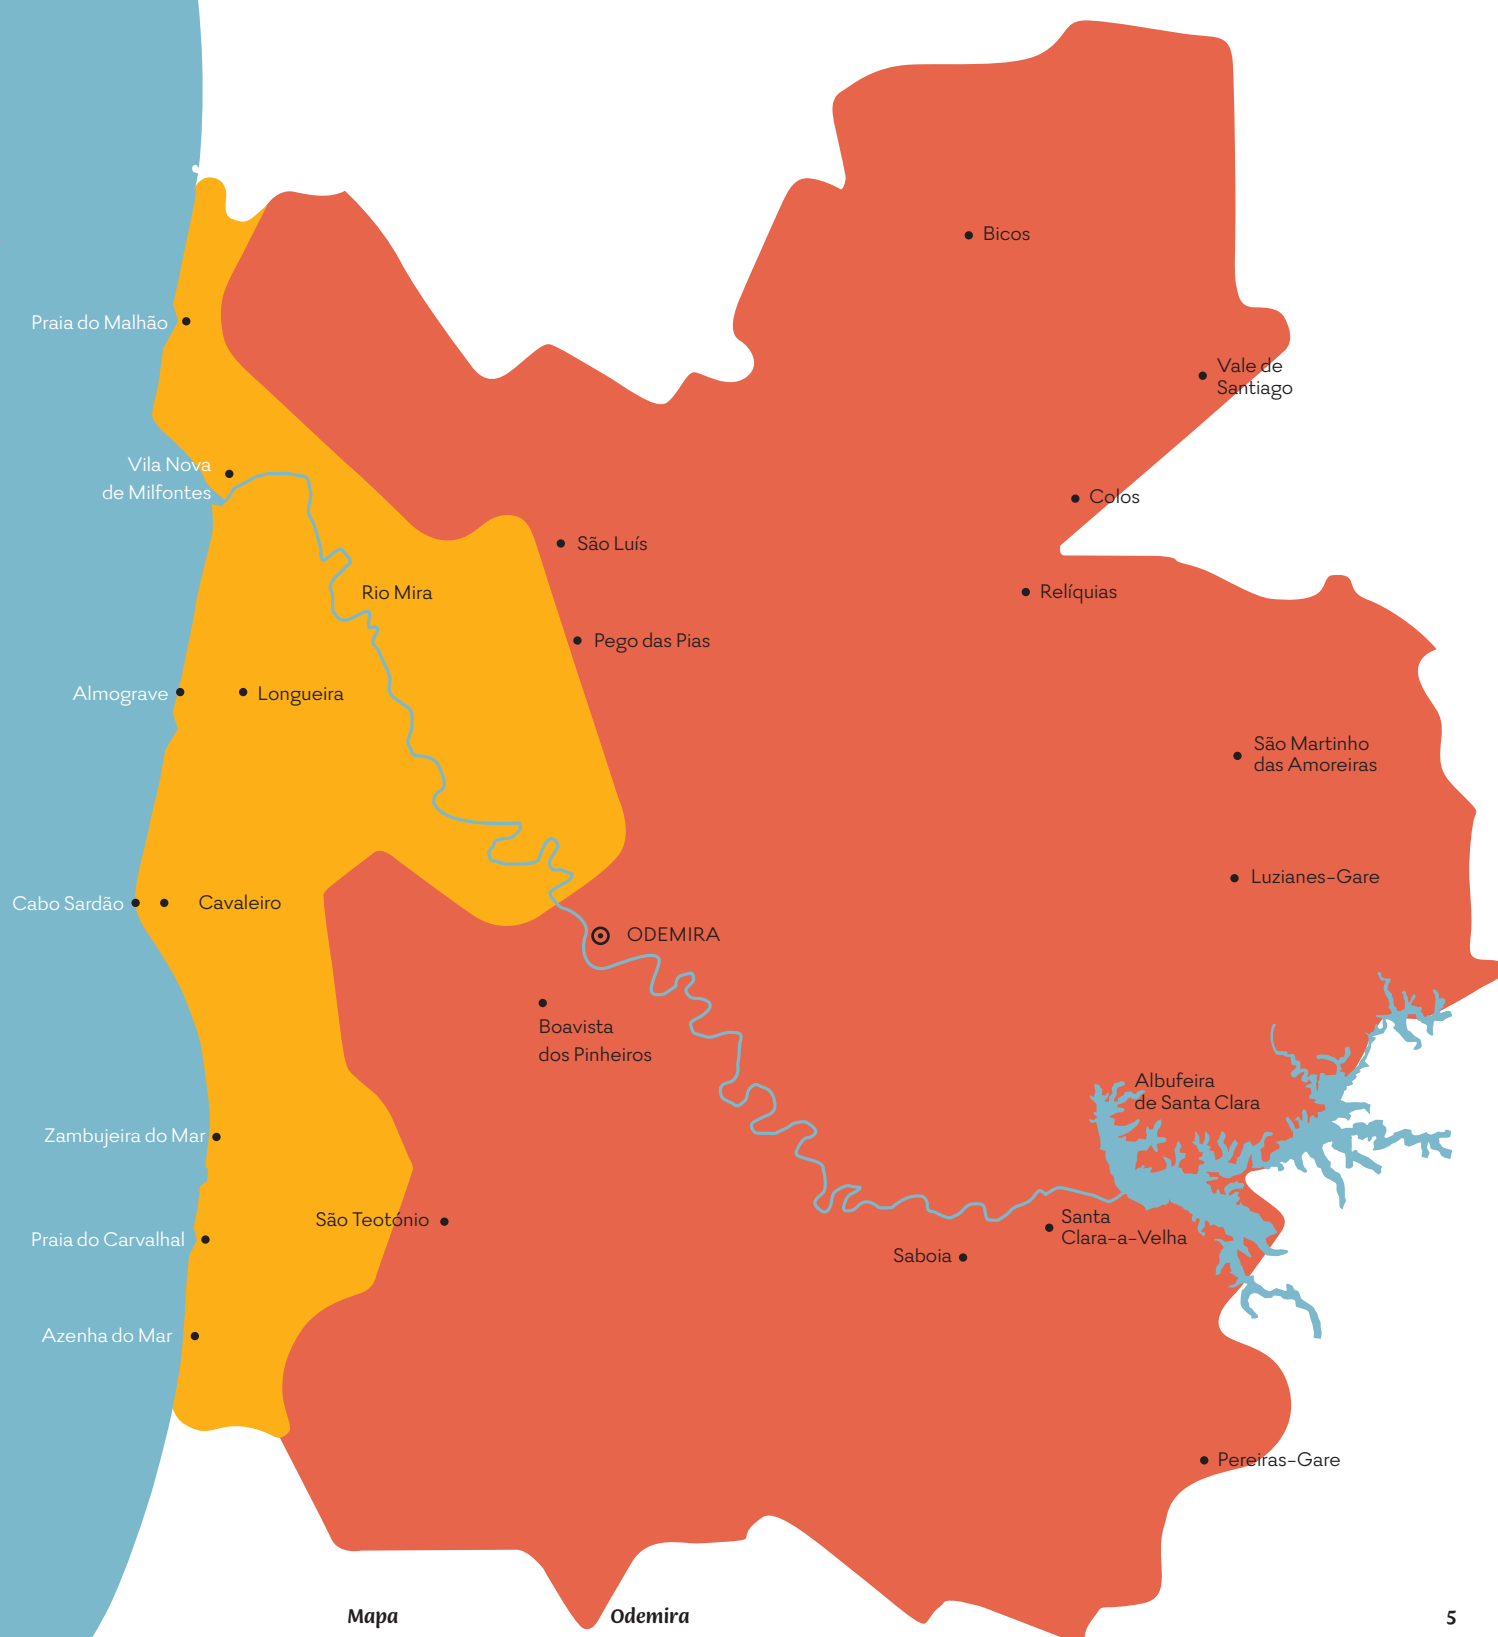 Bicos
Praia do Malhão
Vale de
Santiago
Vila Nova
de Milfontes
Colos
São Luís
Relíquias
Rio Mira
Pego das Pias
Almograve
Longueira
São Martinho
das Amoreiras
Luzianes-Gare
Cabo Sardão
Cavaleiro
ODEMIRA
Boavista
dos Pinheiros
Albufeira
de Santa Clara
Zambujeira do Mar
São Teotónio
Santa
Clara-a-Velha
Praia do Carvalhal
Saboia
Azenha do Mar
Pereiras-Gare
Mapa
Odemira
5